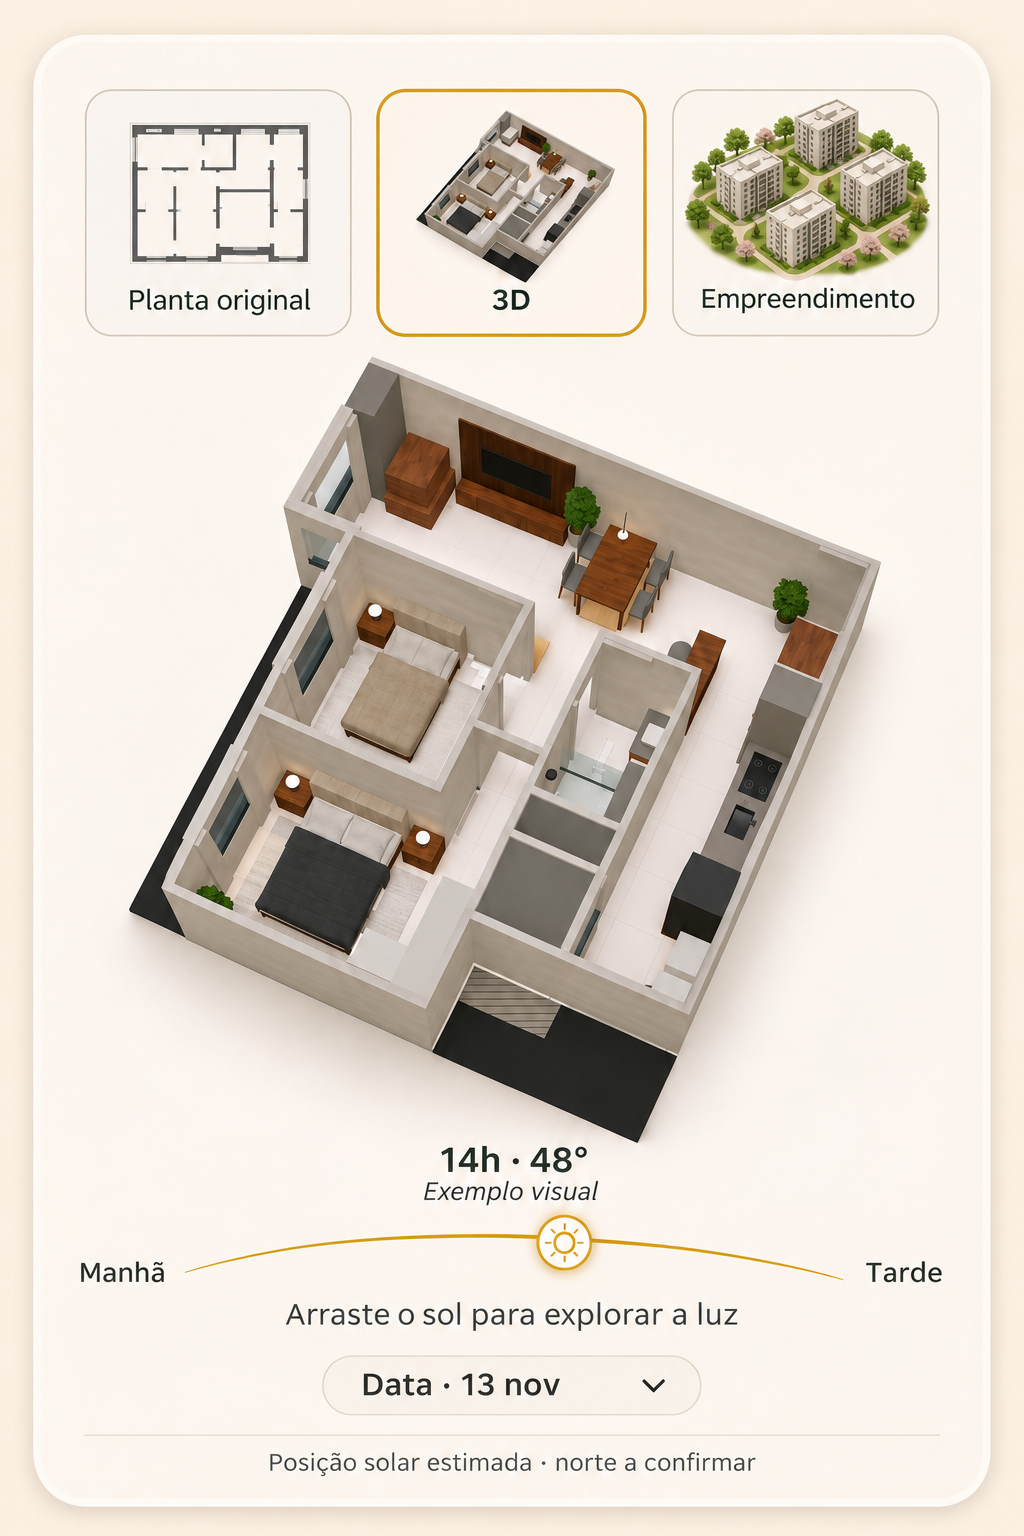 Planta original
3D
Empreendimento
14h · 48°
Exemplo visual
Manhã
Tarde
Arraste o sol para explorar a luz
Data · 13 nov
Posição solar estimada · norte a confirmar